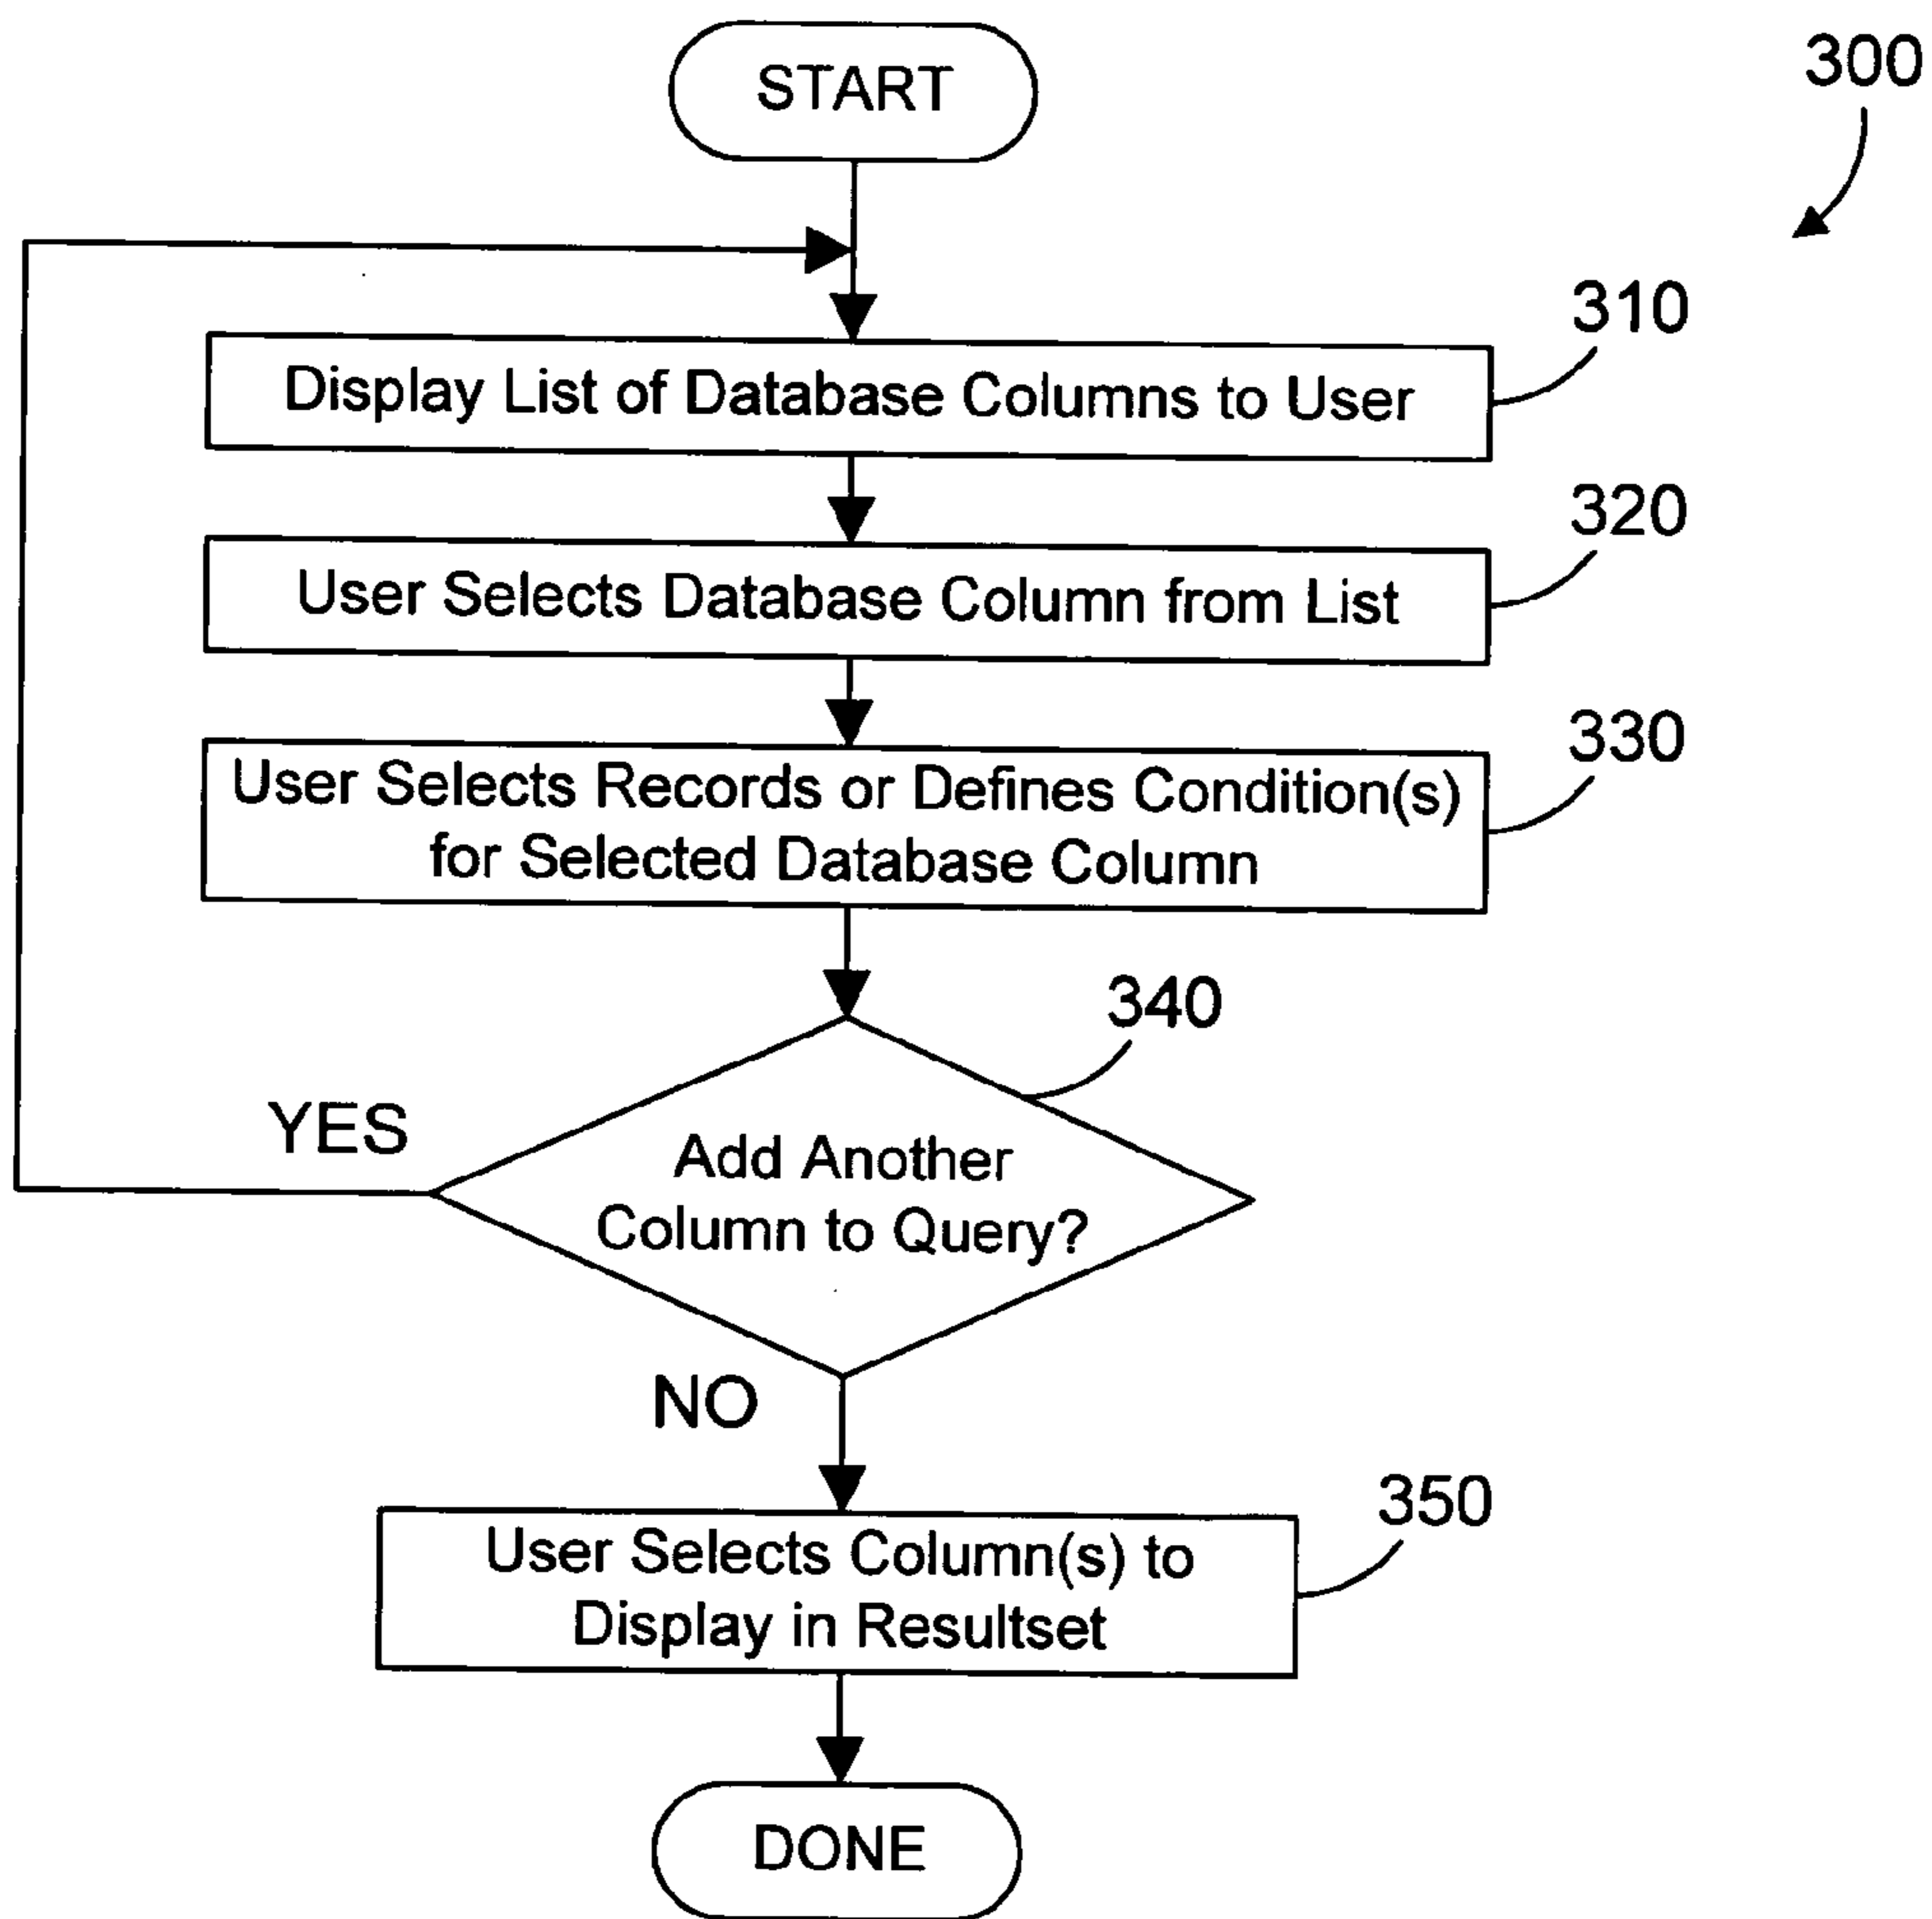 START
300
310
Display List of Database Columns to User
320
User Selects Database Column from List
330
User Selects Records or Defines Condition(s)
for Selected Database Column
340
YES
Add Another
Column to Query?
NO
350
User Selects Column(s) to
Display in Resultset
DONE